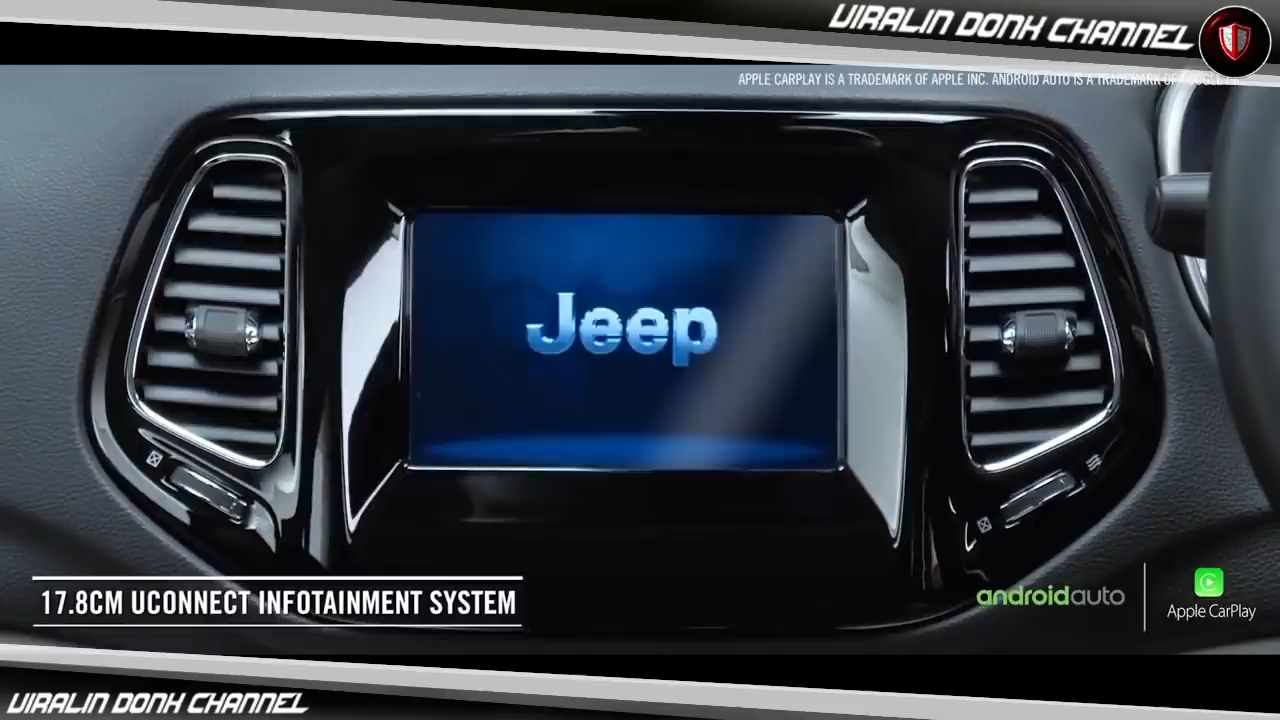 VIRALIN DONK CHANNEL
APPLE CARPLAY IS A TRADEMARK OF APPLE INC. ANDROID AUTO IS A TRADEMARK OF
Jeep
17.8CM UCONNECT INFOTAINMENT SYSTEM
androidauto
Apple CarPlay
VIRALIN DONK CHANNEL